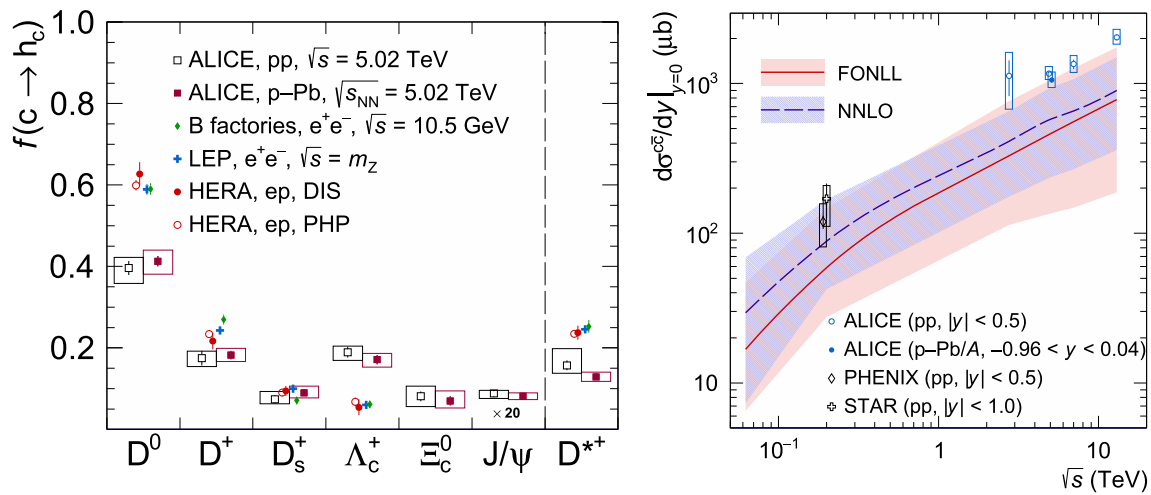 f(c → h_c)
1.0
0.8
0.6
0.4
0.2
ALICE, pp, √s = 5.02 TeV
ALICE, p–Pb, √s_NN = 5.02 TeV
B factories, e⁺e⁻, √s = 10.5 GeV
LEP, e⁺e⁻, √s = m_Z
HERA, ep, DIS
HERA, ep, PHP
× 20
D⁰ D⁺ D_s⁺ Λ_c⁺ Ξ_c⁰ J/ψ D*⁺
dσ^cc̄/dy|_y=0 (μb)
10³
10²
10
FONLL
NNLO
ALICE (pp, |y| < 0.5)
ALICE (p–Pb/A, –0.96 < y < 0.04)
PHENIX (pp, |y| < 0.5)
STAR (pp, |y| < 1.0)
10⁻¹ 1 10
√s (TeV)